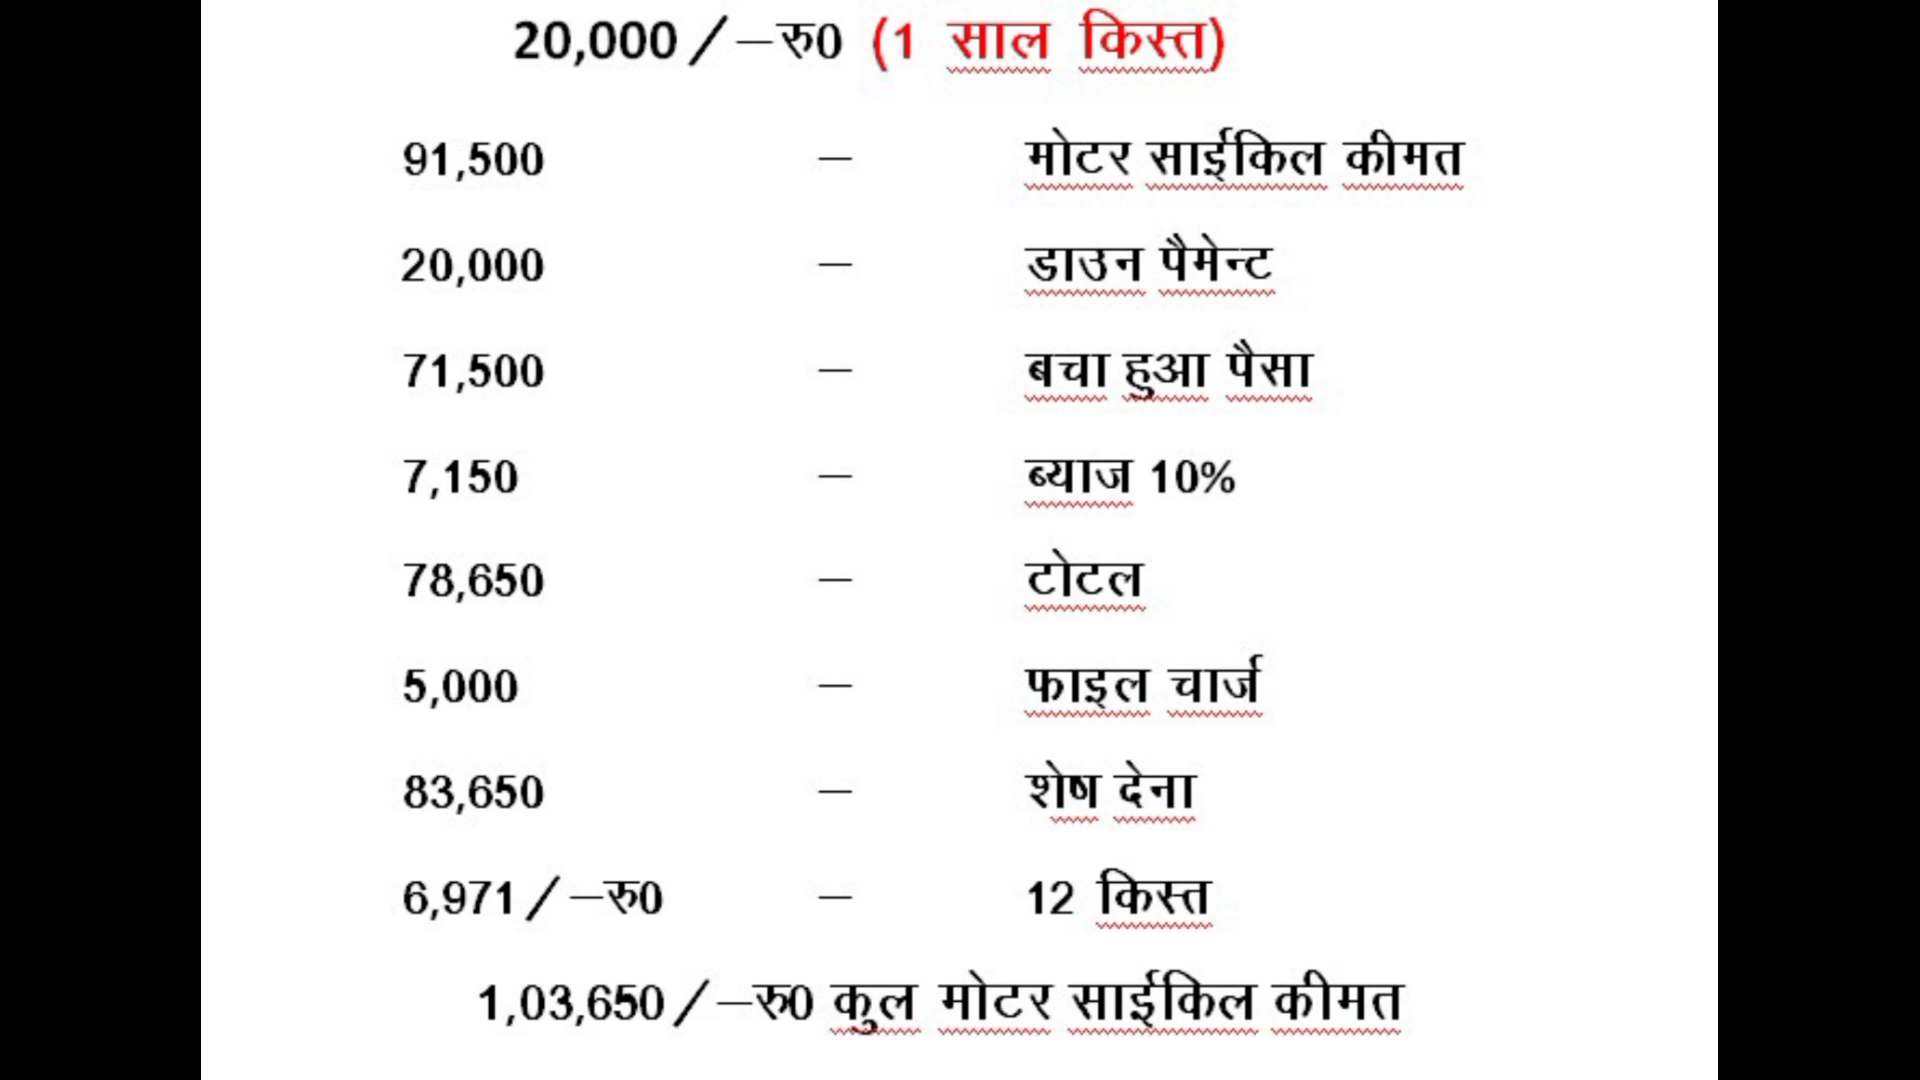 20,000/–रु0 (1 साल किस्त)
91,500 – मोटर साईकिल कीमत
20,000 – डाउन पैमेन्ट
71,500 – बचा हुआ पैसा
7,150 – ब्याज 10%
78,650 – टोटल
5,000 – फाइल चार्ज
83,650 – शेष देना
6,971/–रु0 – 12 किस्त
1,03,650/–रु0 कुल मोटर साईकिल कीमत